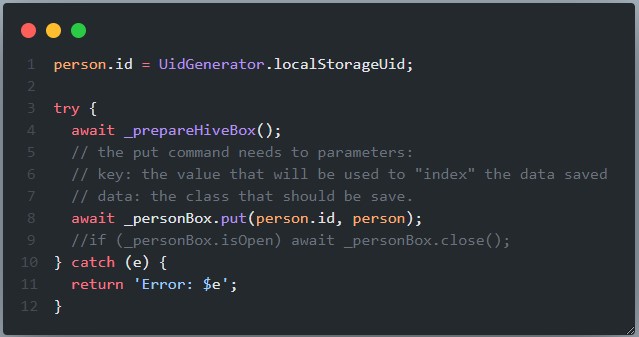 1 person.id = UidGenerator.localStorageUid;
2
3 try {
4 await _prepareHiveBox();
5 // the put command needs to parameters:
6 // key: the value that will be used to "index" the data saved
7 // data: the class that should be save.
8 await _personBox.put(person.id, person);
9 //if (_personBox.isOpen) await _personBox.close();
10 } catch (e) {
11 return 'Error: $e';
12 }